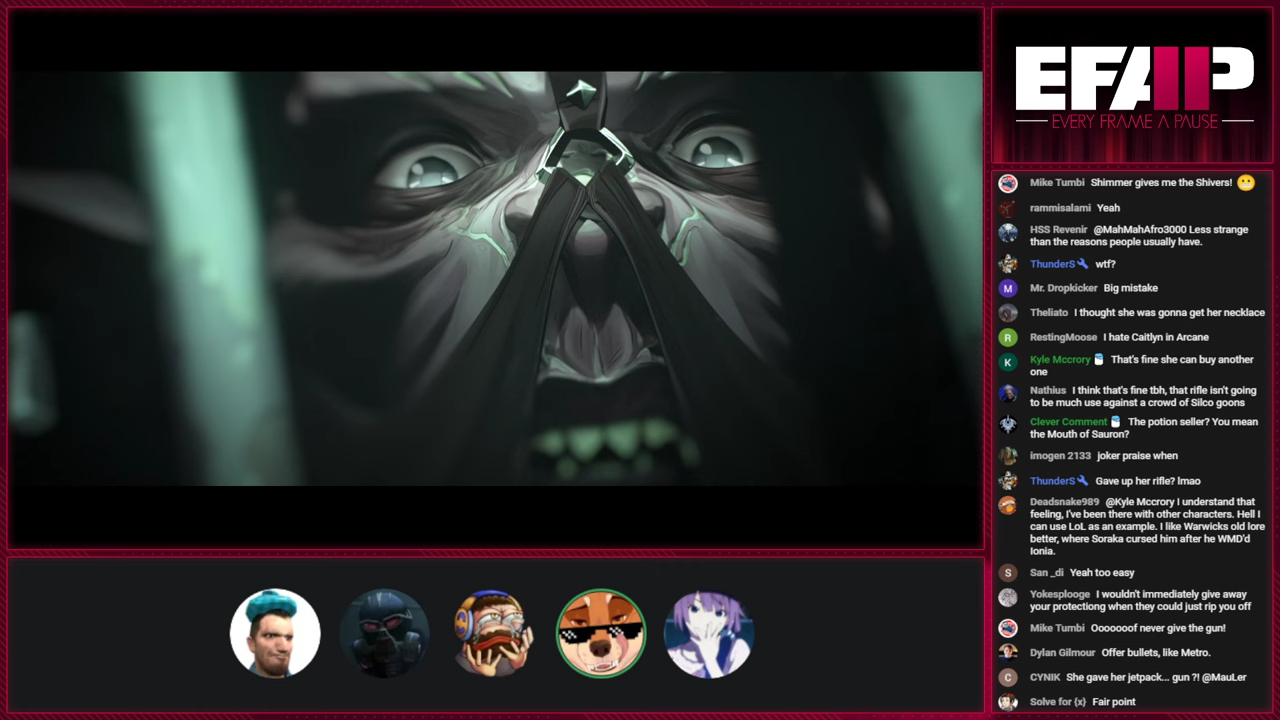 EFAP
EVERY FRAME A PAUSE
Mike Tumbi Shimmer gives me the Shivers! 😬
rammisalami Yeah
HSS Revenir @MahMahAfro3000 Less strange
than the reasons people usually have.
ThunderS wtf?
M Mr. Dropkicker Big mistake
Theliato I thought she was gonna get her necklace
R RestingMoose I hate Caitlyn in Arcane
K Kyle Mccrory That's fine she can buy another
one
Nathius I think that's fine tbh, that rifle isn't going
to be much use against a crowd of Silco goons
Clever Comment The potion seller? You mean
the Mouth of Sauron?
imogen 2133 joker praise when
ThunderS Gave up her rifle? lmao
Deadsnake989 @Kyle Mccrory I understand that
feeling, I've been there with other characters. Hell I
can use LoL as an example. I like Warwicks old lore
better, where Soraka cursed him after he WMD'd
Ionia.
S San _di Yeah too easy
Yokesplooge I wouldn't immediately give away
your protectiong when they could just rip you off
Mike Tumbi Ooooooof never give the gun!
Dylan Gilmour Offer bullets, like Metro.
C CYNIK She gave her jetpack... gun ?! @MauLer
Solve for {x} Fair point